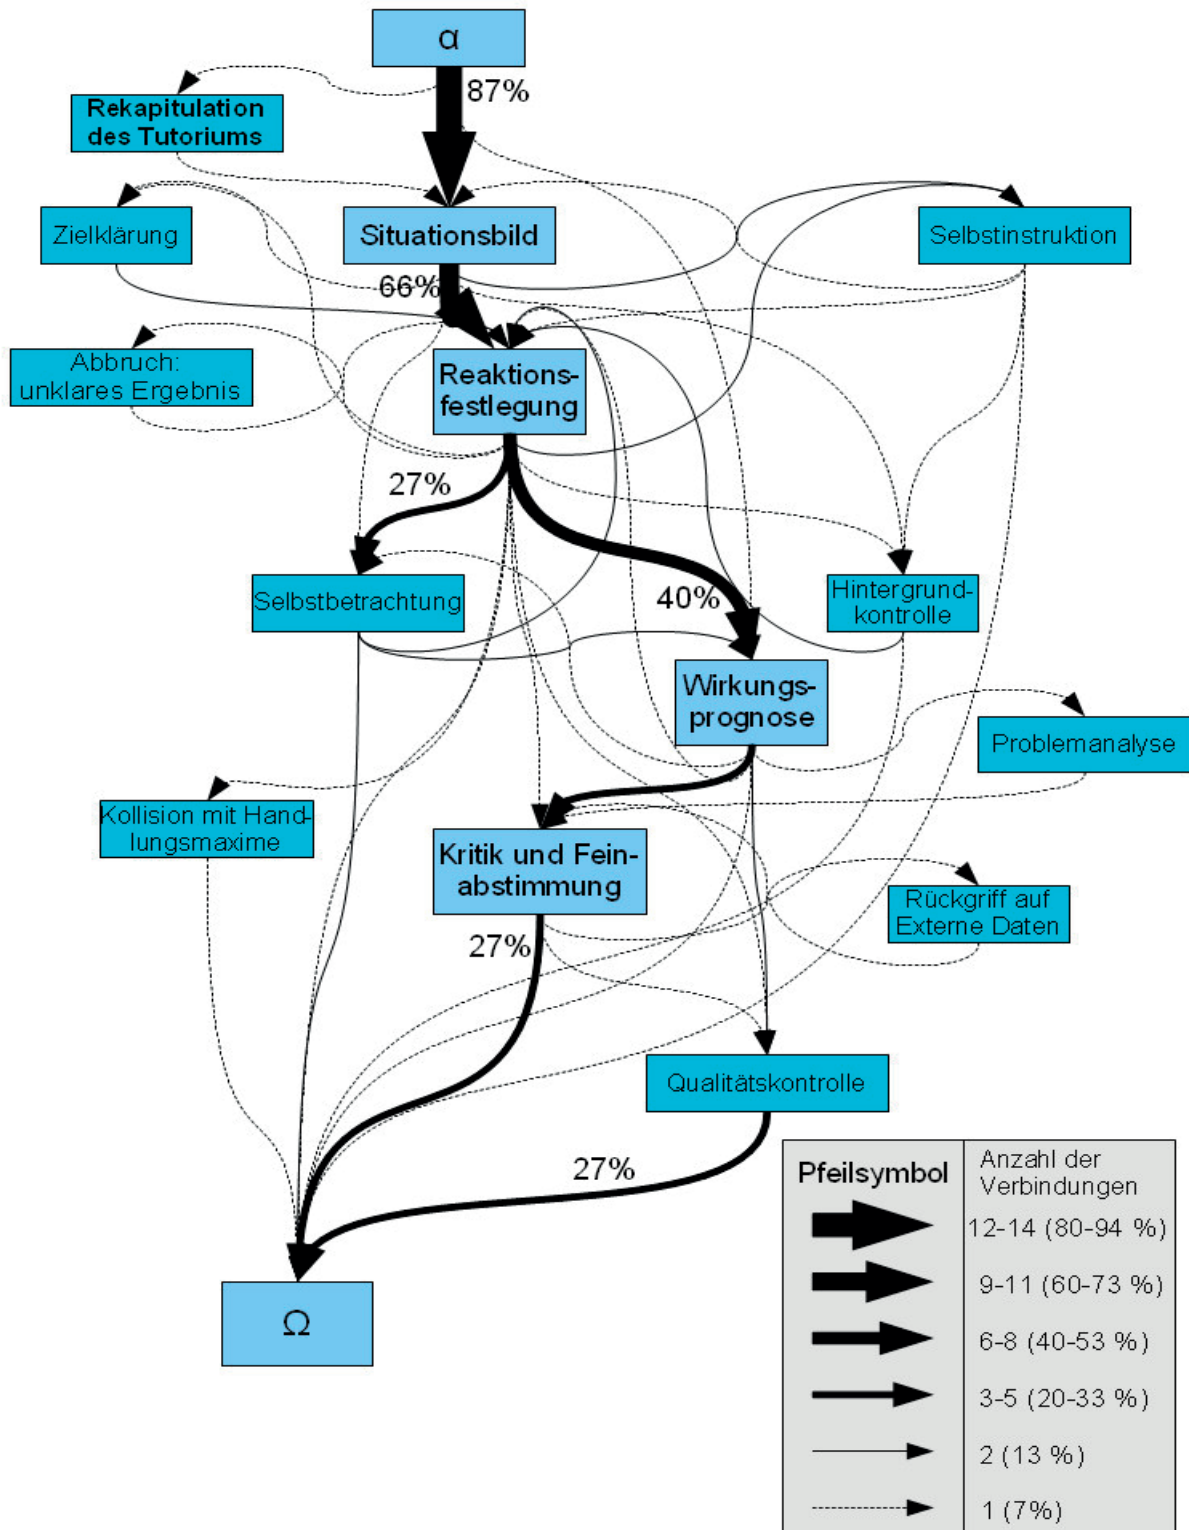 α
87%
Rekapitulation
des Tutoriums
Zielklärung
Situationsbild
Selbstinstruktion
66%
Abbruch:
unklares Ergebnis
Reaktions-
festlegung
27%
Selbstbetrachtung
40%
Hintergrund-
kontrolle
Wirkungs-
prognose
Problemanalyse
Kollision mit Hand-
lungsmaxime
Kritik und Fein-
abstimmung
Rückgriff auf
Externe Daten
27%
Qualitätskontrolle
27%
Ω
Pfeilsymbol
Anzahl der
Verbindungen
12-14 (80-94 %)
9-11 (60-73 %)
6-8 (40-53 %)
3-5 (20-33 %)
2 (13 %)
1 (7%)